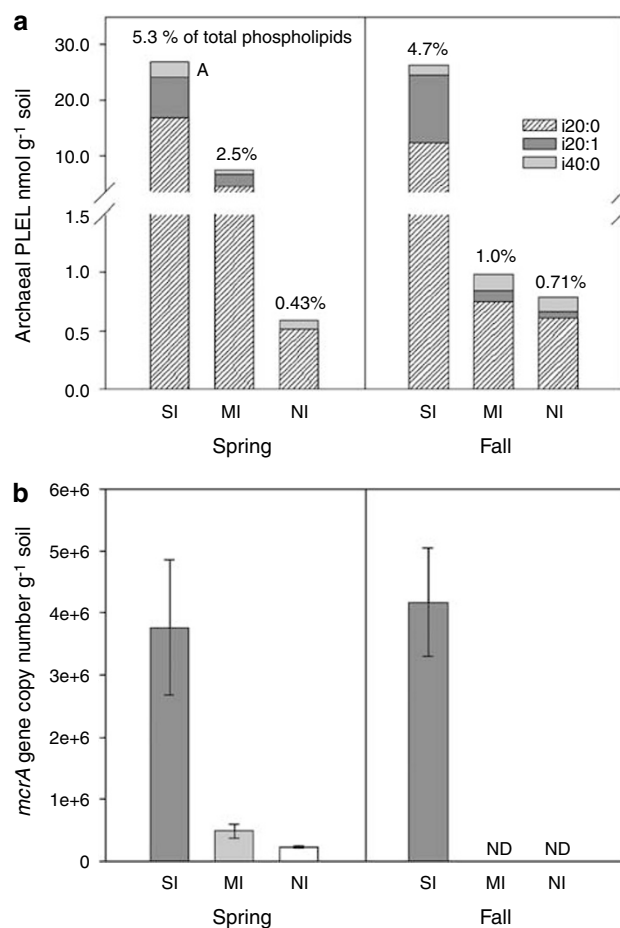 a
5.3 % of total phospholipids
A
2.5%
0.43%
4.7%
1.0%
0.71%
i20:0
i20:1
i40:0
Archaeal PLEL nmol g⁻¹ soil
30.0
20.0
10.0
1.5
1.0
0.5
0.0
SI MI NI SI MI NI
Spring Fall
b
mcrA gene copy number g⁻¹ soil
6e+6
5e+6
4e+6
3e+6
2e+6
1e+6
0
ND ND
SI MI NI SI MI NI
Spring Fall